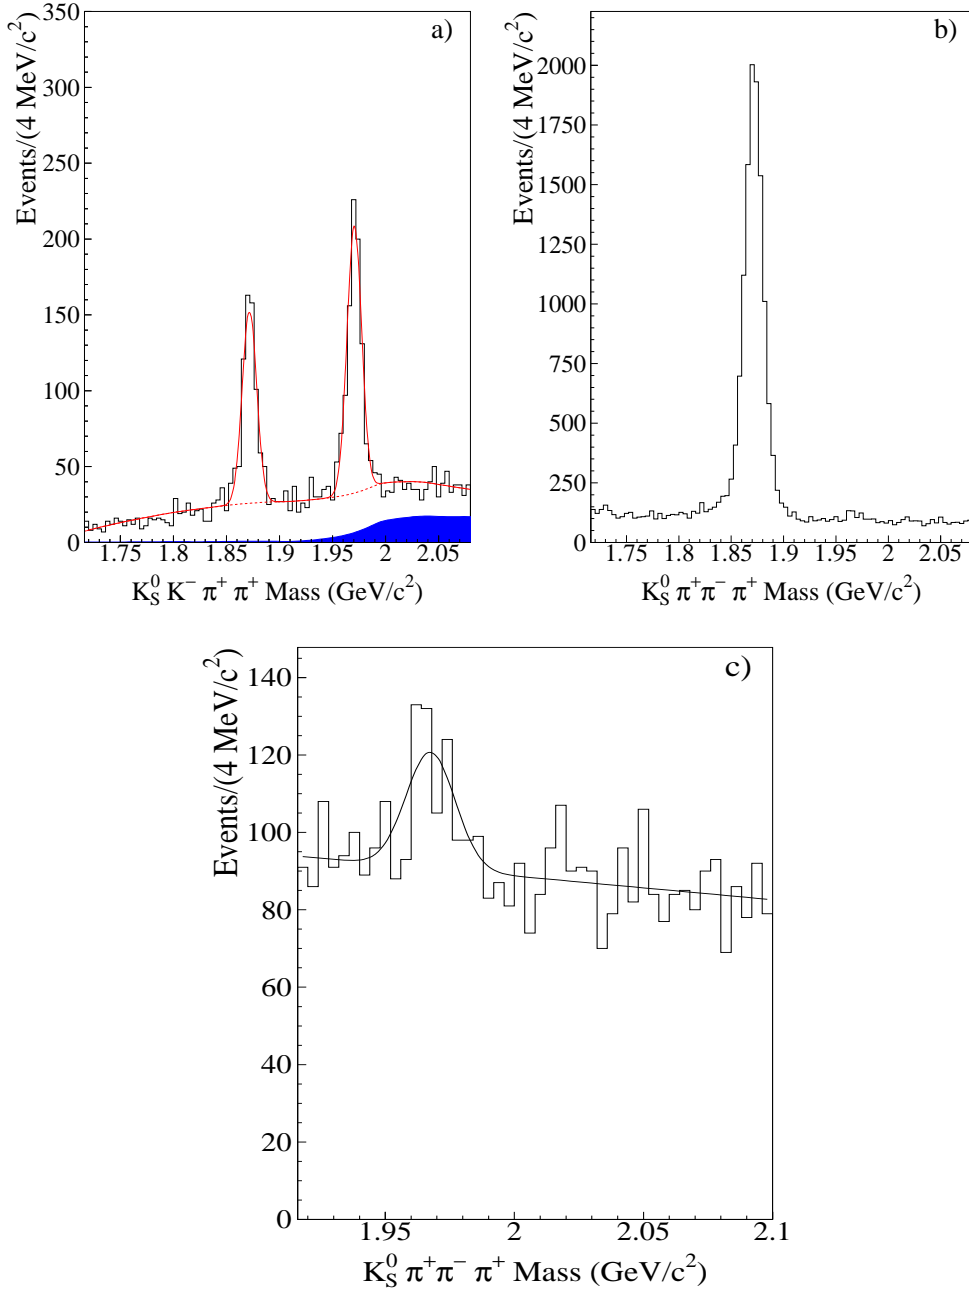 a)
Events/(4 MeV/c²)
350
300
250
200
150
100
50
0
1.75 1.8 1.85 1.9 1.95 2 2.05
K⁰_S K⁻ π⁺ π⁺ Mass (GeV/c²)
b)
Events/(4 MeV/c²)
2000
1750
1500
1250
1000
750
500
250
0
1.75 1.8 1.85 1.9 1.95 2 2.05
K⁰_S π⁺π⁻ π⁺ Mass (GeV/c²)
c)
Events/(4 MeV/c²)
140
120
100
80
60
40
20
0
1.95 2 2.05 2.1
K⁰_S π⁺π⁻ π⁺ Mass (GeV/c²)